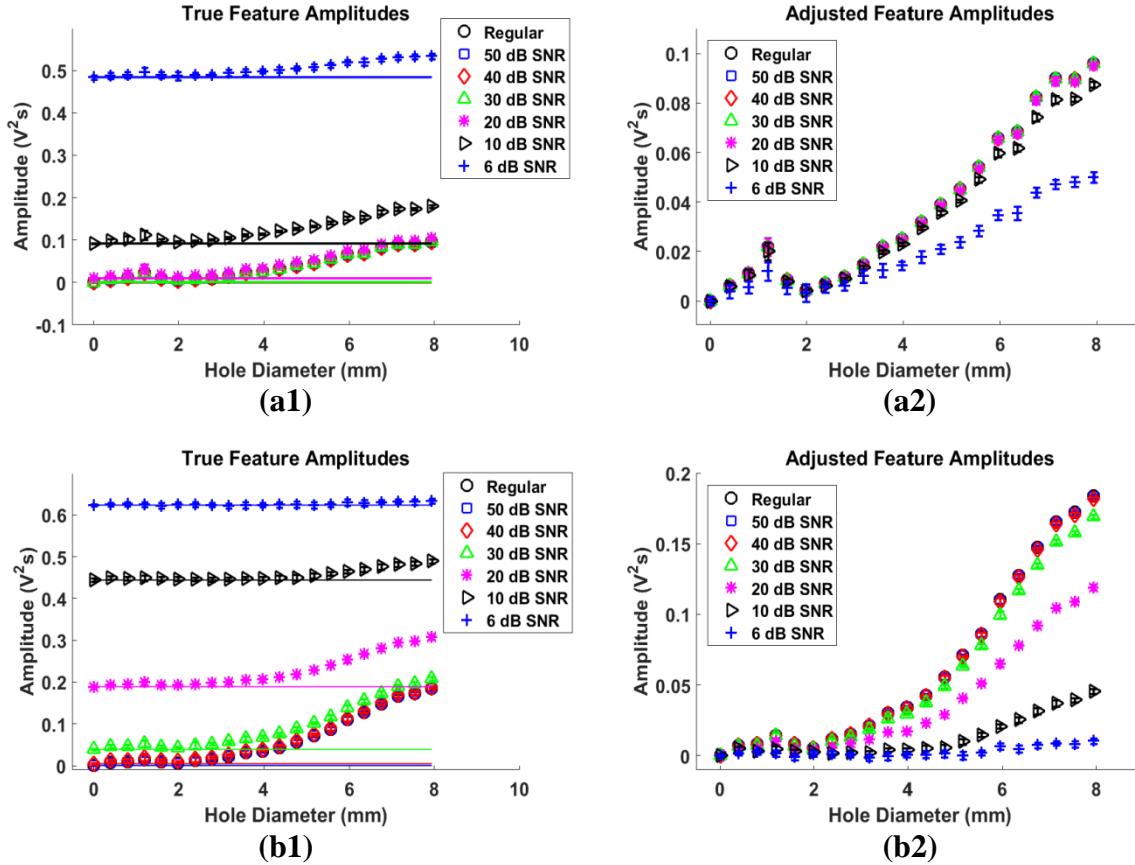 True Feature Amplitudes
Amplitude (V²s)
0.5
0.4
0.3
0.2
0.1
0
-0.1
0 2 4 6 8 10
Hole Diameter (mm)
Regular
50 dB SNR
40 dB SNR
30 dB SNR
20 dB SNR
10 dB SNR
6 dB SNR
(a1)
Adjusted Feature Amplitudes
Amplitude (V²s)
0.1
0.08
0.06
0.04
0.02
0
0 2 4 6 8
Hole Diameter (mm)
Regular
50 dB SNR
40 dB SNR
30 dB SNR
20 dB SNR
10 dB SNR
6 dB SNR
(a2)
True Feature Amplitudes
Amplitude (V²s)
0.6
0.5
0.4
0.3
0.2
0.1
0
0 2 4 6 8 10
Hole Diameter (mm)
Regular
50 dB SNR
40 dB SNR
30 dB SNR
20 dB SNR
10 dB SNR
6 dB SNR
(b1)
Adjusted Feature Amplitudes
Amplitude (V²s)
0.2
0.15
0.1
0.05
0
0 2 4 6 8
Hole Diameter (mm)
Regular
50 dB SNR
40 dB SNR
30 dB SNR
20 dB SNR
10 dB SNR
6 dB SNR
(b2)